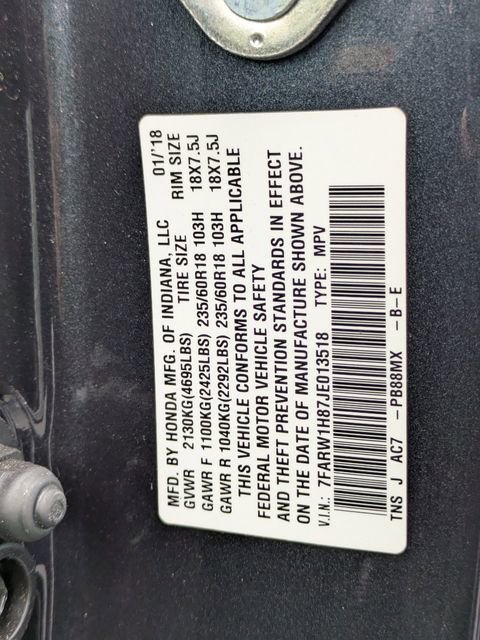 MFD. BY HONDA MFG. OF INDIANA, LLC 01/'18
GVWR 2130KG(4695LBS) TIRE SIZE RIM SIZE
GAWR F 1100KG(2425LBS) 235/60R18 103H 18X7.5J
GAWR R 1040KG(2292LBS) 235/60R18 103H 18X7.5J
THIS VEHICLE CONFORMS TO ALL APPLICABLE
FEDERAL MOTOR VEHICLE SAFETY
AND THEFT PREVENTION STANDARDS IN EFFECT
ON THE DATE OF MANUFACTURE SHOWN ABOVE.
V.I.N.: 7FARW1H87JE013518 TYPE: MPV
TNS J AC7 -PB88MX -B-E